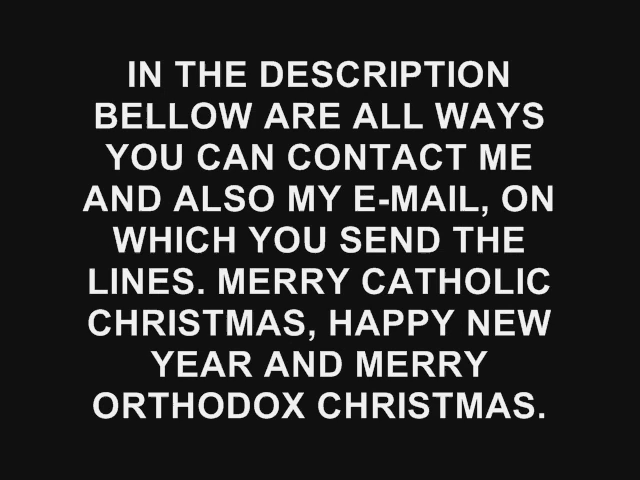 IN THE DESCRIPTION
BELLOW ARE ALL WAYS
YOU CAN CONTACT ME
AND ALSO MY E-MAIL, ON
WHICH YOU SEND THE
LINES. MERRY CATHOLIC
CHRISTMAS, HAPPY NEW
YEAR AND MERRY
ORTHODOX CHRISTMAS.